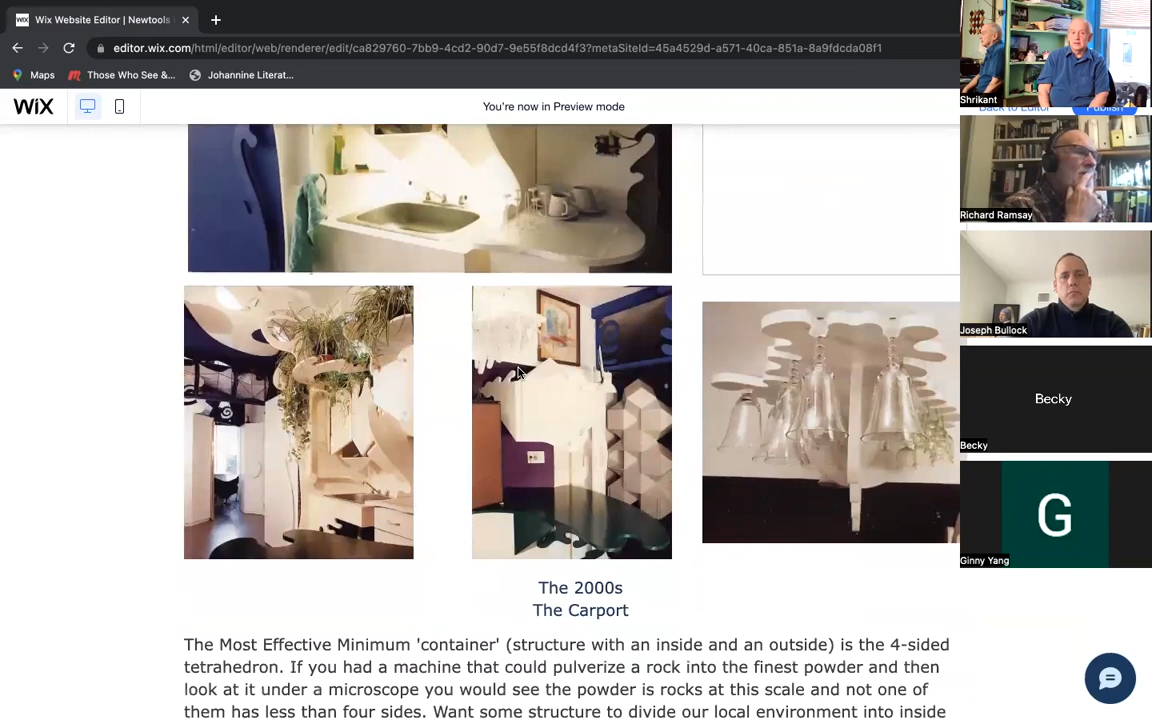 WiX Wix Website Editor | Newtools
editor.wix.com/html/editor/web/renderer/edit/ca829760-7bb9-4cd2-90d7-9e55f8dcd4f3?metaSiteId=45a4529d-a571-40ca-851a-8a9fdcda08f1
Maps Those Who See &... Johannine Literat...
WiX You're now in Preview mode Back to Editor Publish
Shrikant
Richard Ramsay
Joseph Bullock
Becky
Becky
G
Ginny Yang
The 2000s
The Carport
The Most Effective Minimum 'container' (structure with an inside and an outside) is the 4-sided
tetrahedron. If you had a machine that could pulverize a rock into the finest powder and then
look at it under a microscope you would see the powder is rocks at this scale and not one of
them has less than four sides. Want some structure to divide our local environment into inside